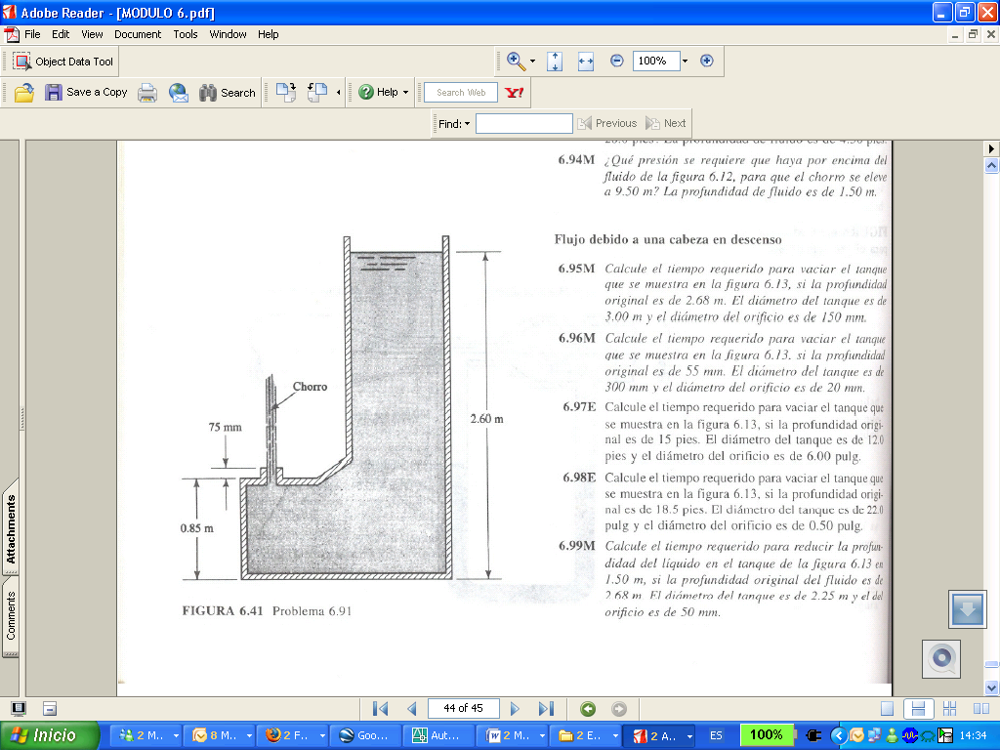 Adobe Reader - [MODULO 6.pdf]
File Edit View Document Tools Window Help
Object Data Tool
100%
Save a Copy Search Help Search Web Y!
Find: Previous Next
6.94M ¿Qué presión se requiere que haya por encima del
fluido de la figura 6.12, para que el chorro se eleve
a 9.50 m? La profundidad de fluido es de 1.50 m.
Flujo debido a una cabeza en descenso
6.95M Calcule el tiempo requerido para vaciar el tanque
que se muestra en la figura 6.13, si la profundidad
original es de 2.68 m. El diámetro del tanque es de
3.00 m y el diámetro del orificio es de 150 mm.
6.96M Calcule el tiempo requerido para vaciar el tanque
que se muestra en la figura 6.13. si la profundidad
original es de 55 mm. El diámetro del tanque es de
300 mm y el diámetro del orificio es de 20 mm.
6.97E Calcule el tiempo requerido para vaciar el tanque que
se muestra en la figura 6.13, si la profundidad origi-
nal es de 15 pies. El diámetro del tanque es de 12.0
pies y el diámetro del orificio es de 6.00 pulg.
6.98E Calcule el tiempo requerido para vaciar el tanque que
se muestra en la figura 6.13, si la profundidad origi-
nal es de 18.5 pies. El diámetro del tanque es de 22.0
pulg y el diámetro del orificio es de 0.50 pulg.
6.99M Calcule el tiempo requerido para reducir la profun-
didad del líquido en el tanque de la figura 6.13 en
1.50 m, si la profundidad original del fluido es de
2.68 m. El diámetro del tanque es de 2.25 m y el del
orificio es de 50 mm.
Chorro
75 mm
2.60 m
0.85 m
FIGURA 6.41 Problema 6.91
Attachments
Comments
44 of 45
Inicio 2 M... 8 M... 2 F... Goo... Aut... 2 M... 2 E... 2 A... ES 100% 14:34